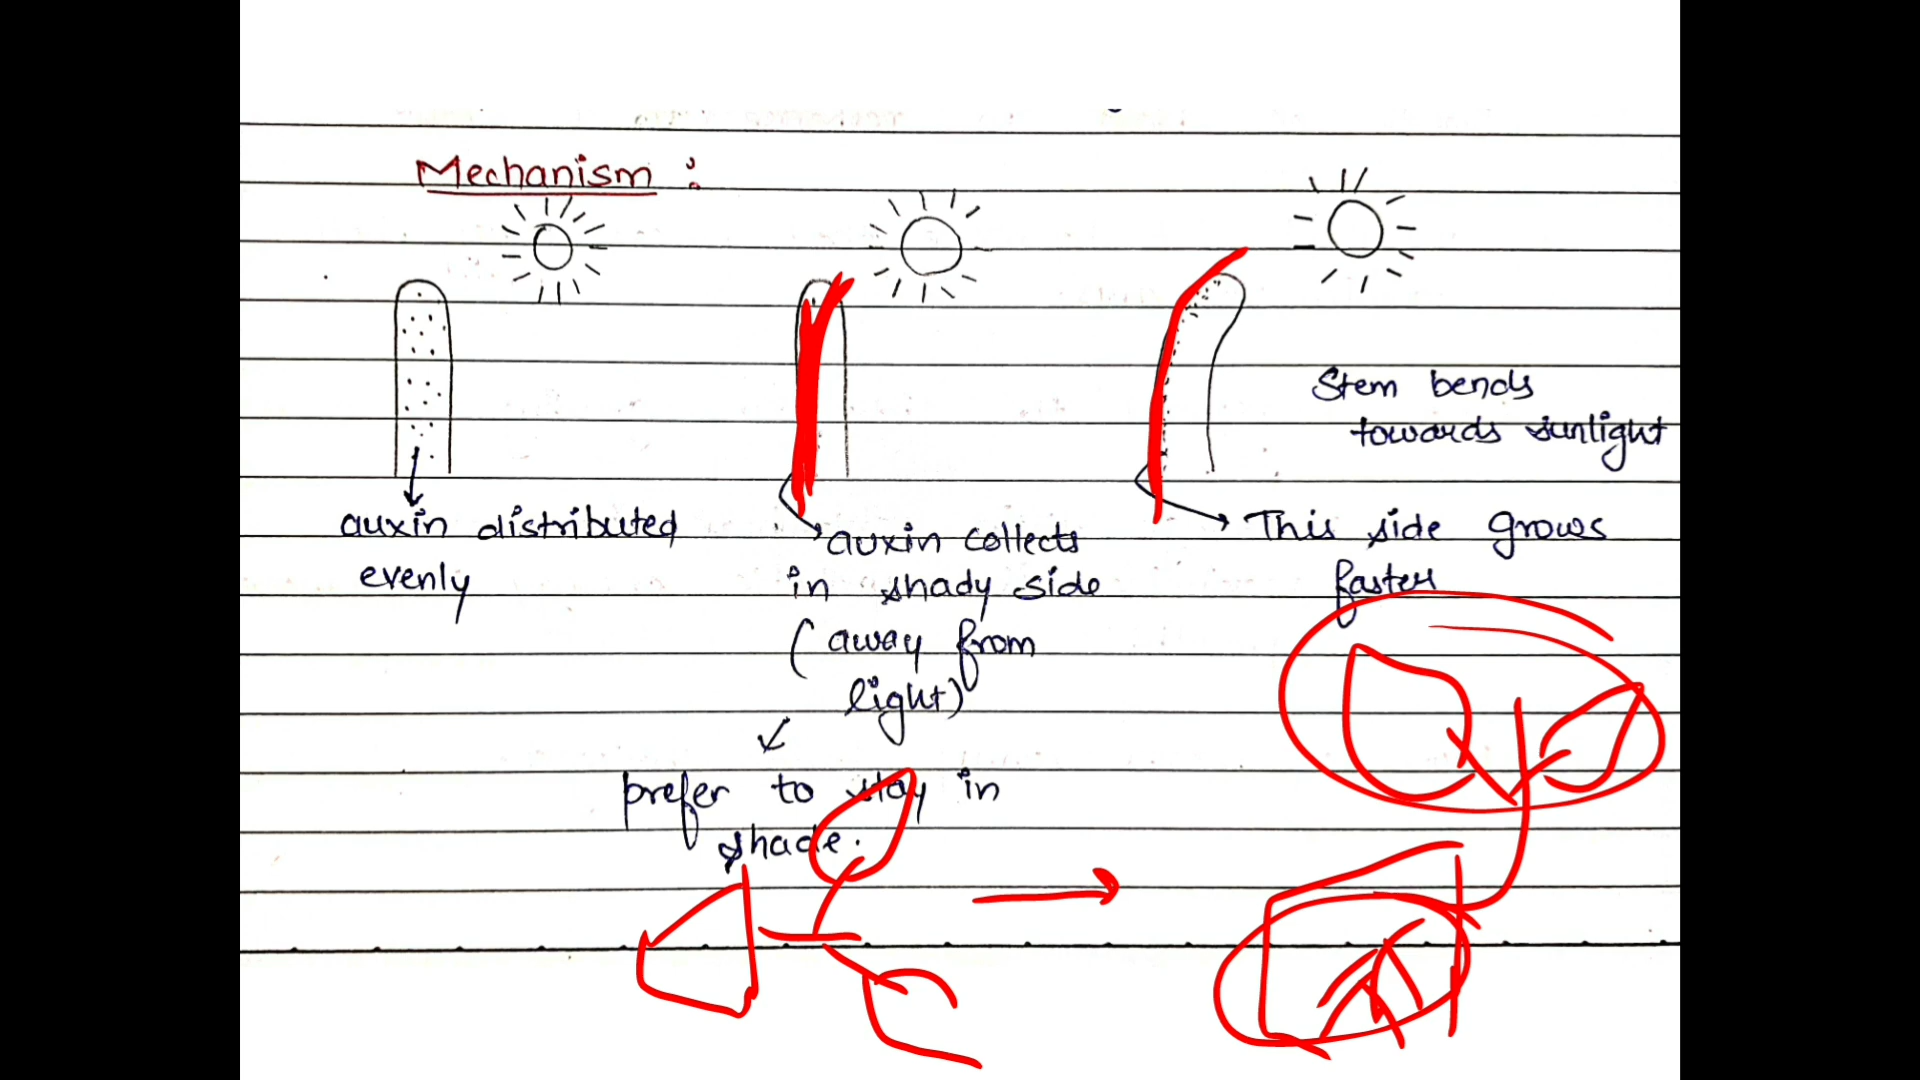 Mechanism :
auxin distributed
evenly
auxin collects
in shady side
(away from
light)
prefer to stay in
shade.
Stem bends
towards sunlight
This side grows
faster